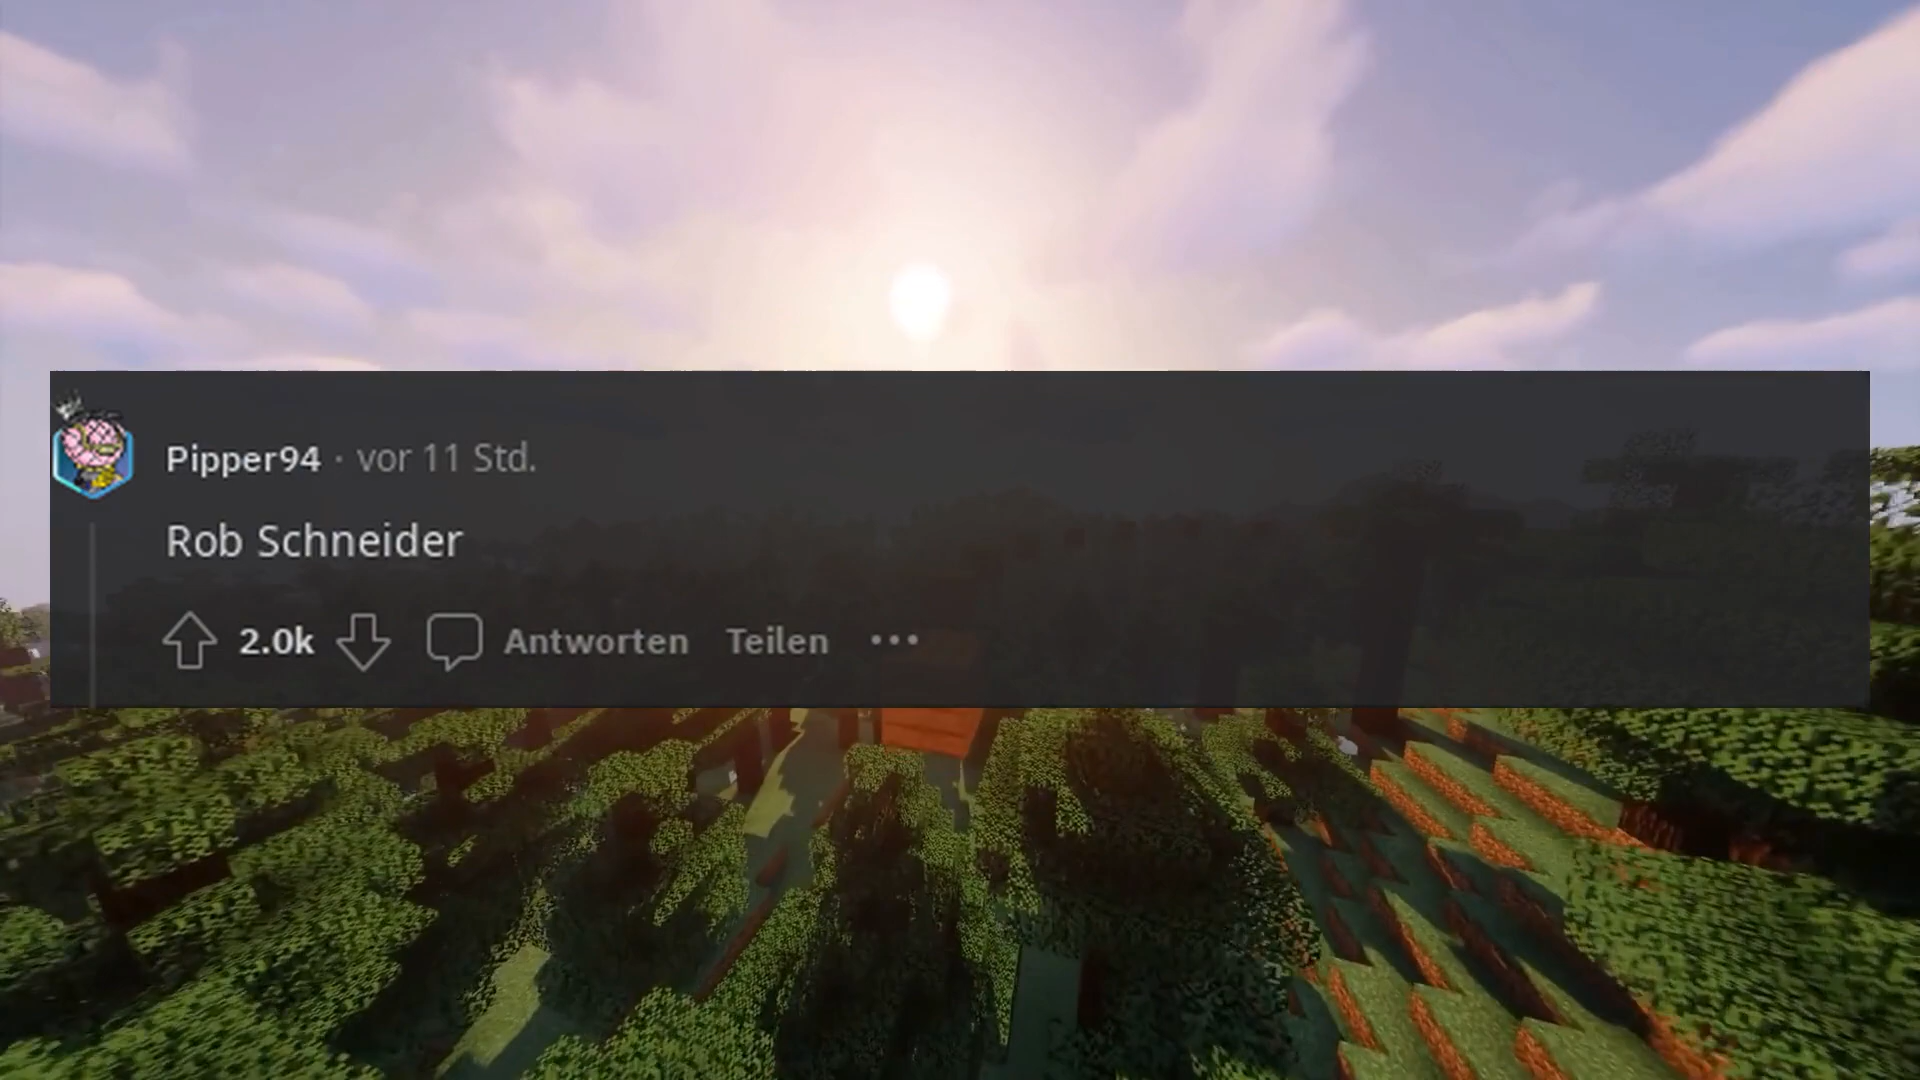 Pipper94 · vor 11 Std.
Rob Schneider
2.0k Antworten Teilen ...